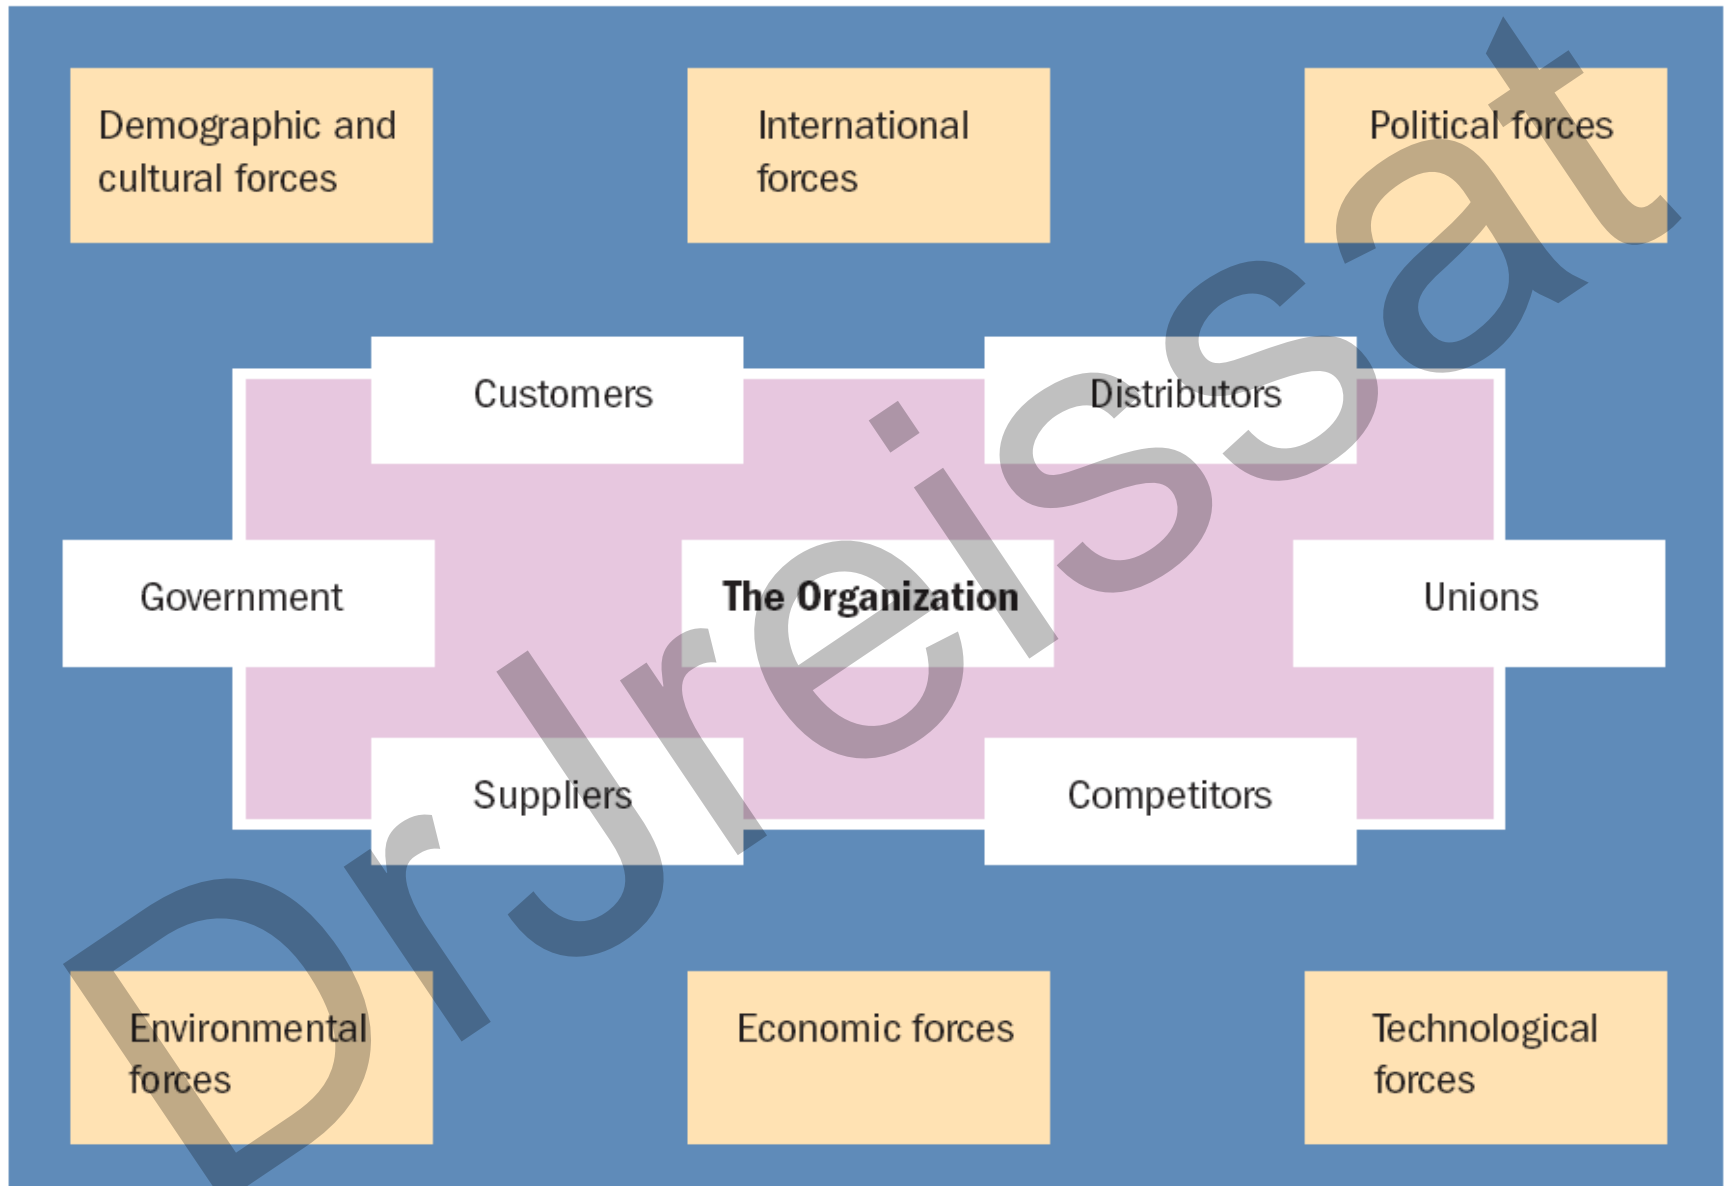 Demographic and
cultural forces
International
forces
Political forces
Customers
Distributors
Government
The Organization
Unions
Suppliers
Competitors
Environmental
forces
Economic forces
Technological
forces
DrJreissat